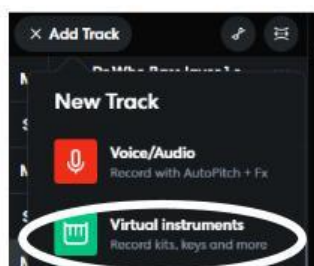 × Add Track
New Track
Voice/Audio
Record with AutoPitch + Fx
Virtual instruments
Record kits, keys and more